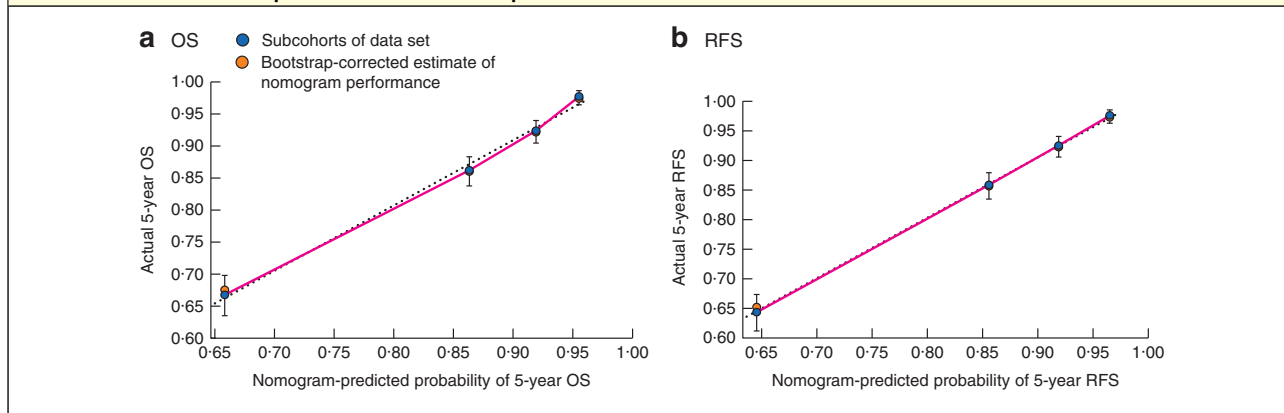 a OS
Subcohorts of data set
Bootstrap-corrected estimate of
nomogram performance
1·00
0·95
0·90
0·85
0·80
0·75
0·70
0·65
0·60
Actual 5-year OS
0·65 0·70 0·75 0·80 0·85 0·90 0·95 1·00
Nomogram-predicted probability of 5-year OS
b RFS
1·00
0·95
0·90
0·85
0·80
0·75
0·70
0·65
0·60
Actual 5-year RFS
0·65 0·70 0·75 0·80 0·85 0·90 0·95 1·00
Nomogram-predicted probability of 5-year RFS